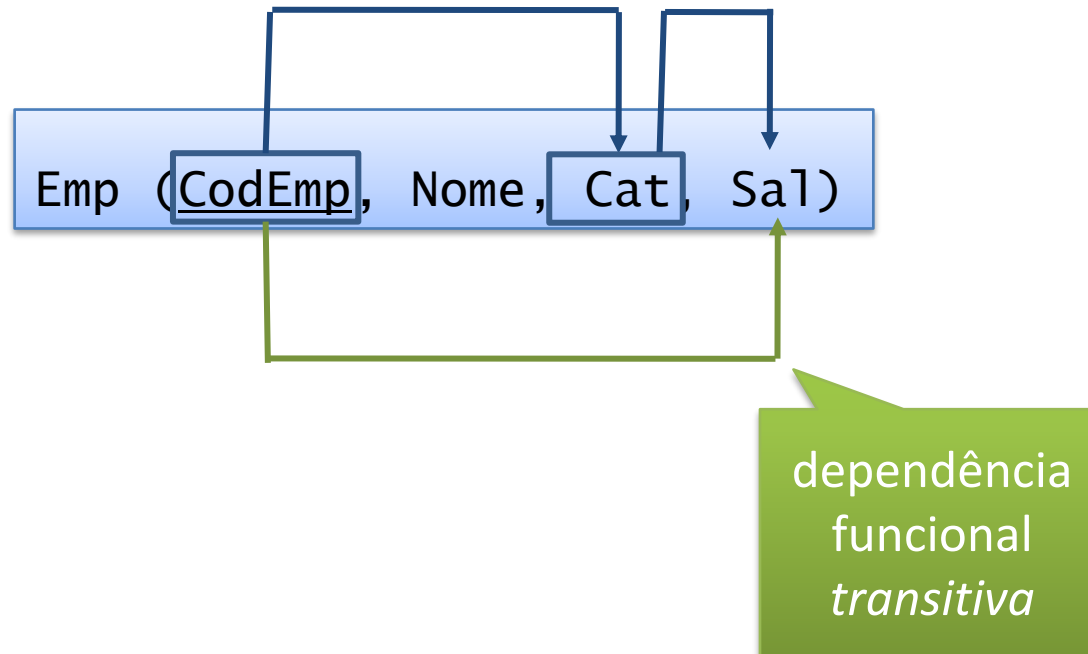 Emp (CodEmp, Nome, Cat, Sal)
dependência
funcional
transitiva